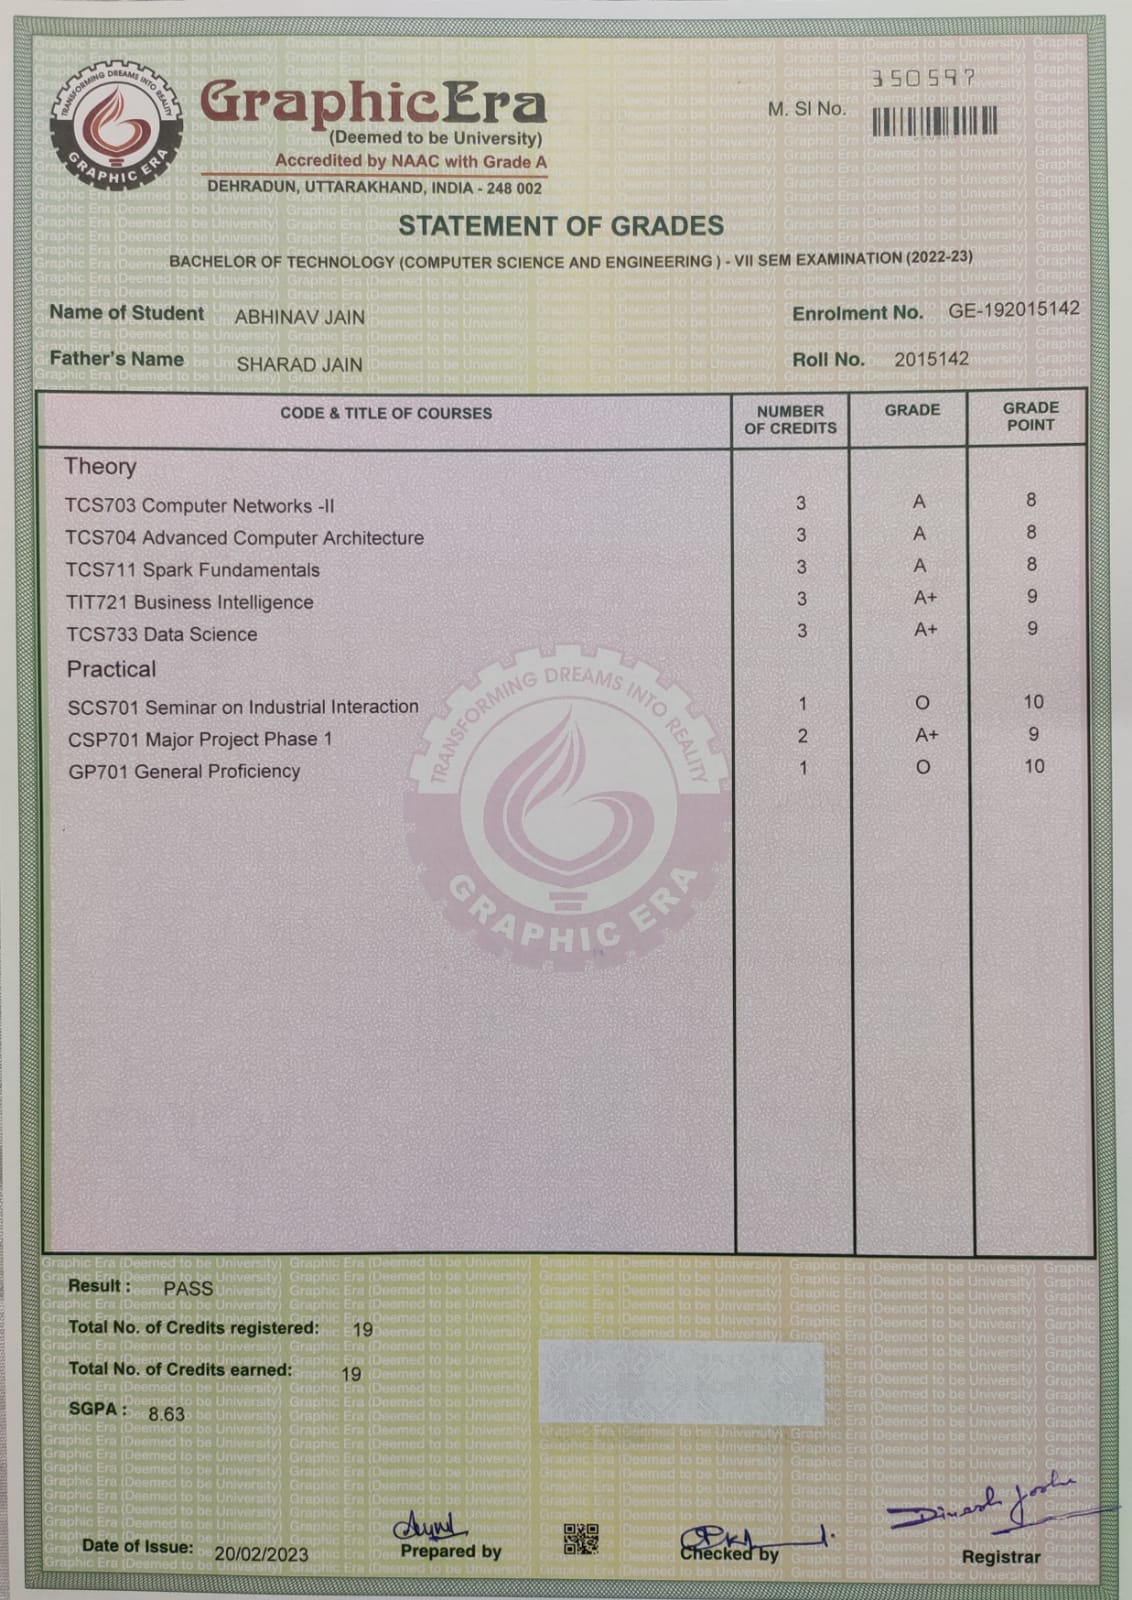 TRANSFORMING DREAMS INTO REALITY
GRAPHIC ERA
GraphicEra
(Deemed to be University)
Accredited by NAAC with Grade A
DEHRADUN, UTTARAKHAND, INDIA - 248 002
M. Sl No.
350597
STATEMENT OF GRADES
BACHELOR OF TECHNOLOGY (COMPUTER SCIENCE AND ENGINEERING ) - VII SEM EXAMINATION (2022-23)
Name of Student ABHINAV JAIN Enrolment No. GE-192015142
Father's Name SHARAD JAIN Roll No. 2015142
CODE & TITLE OF COURSES NUMBER OF CREDITS GRADE GRADE POINT
Theory
TCS703 Computer Networks -II 3 A 8
TCS704 Advanced Computer Architecture 3 A 8
TCS711 Spark Fundamentals 3 A 8
TIT721 Business Intelligence 3 A+ 9
TCS733 Data Science 3 A+ 9
Practical
SCS701 Seminar on Industrial Interaction 1 O 10
CSP701 Major Project Phase 1 2 A+ 9
GP701 General Proficiency 1 O 10
TRANSFORMING DREAMS INTO REALITY
GRAPHIC ERA
Result : PASS
Total No. of Credits registered: 19
Total No. of Credits earned: 19
SGPA : 8.63
Dinesh Joshi
Date of Issue: 20/02/2023 Prepared by Checked by Registrar